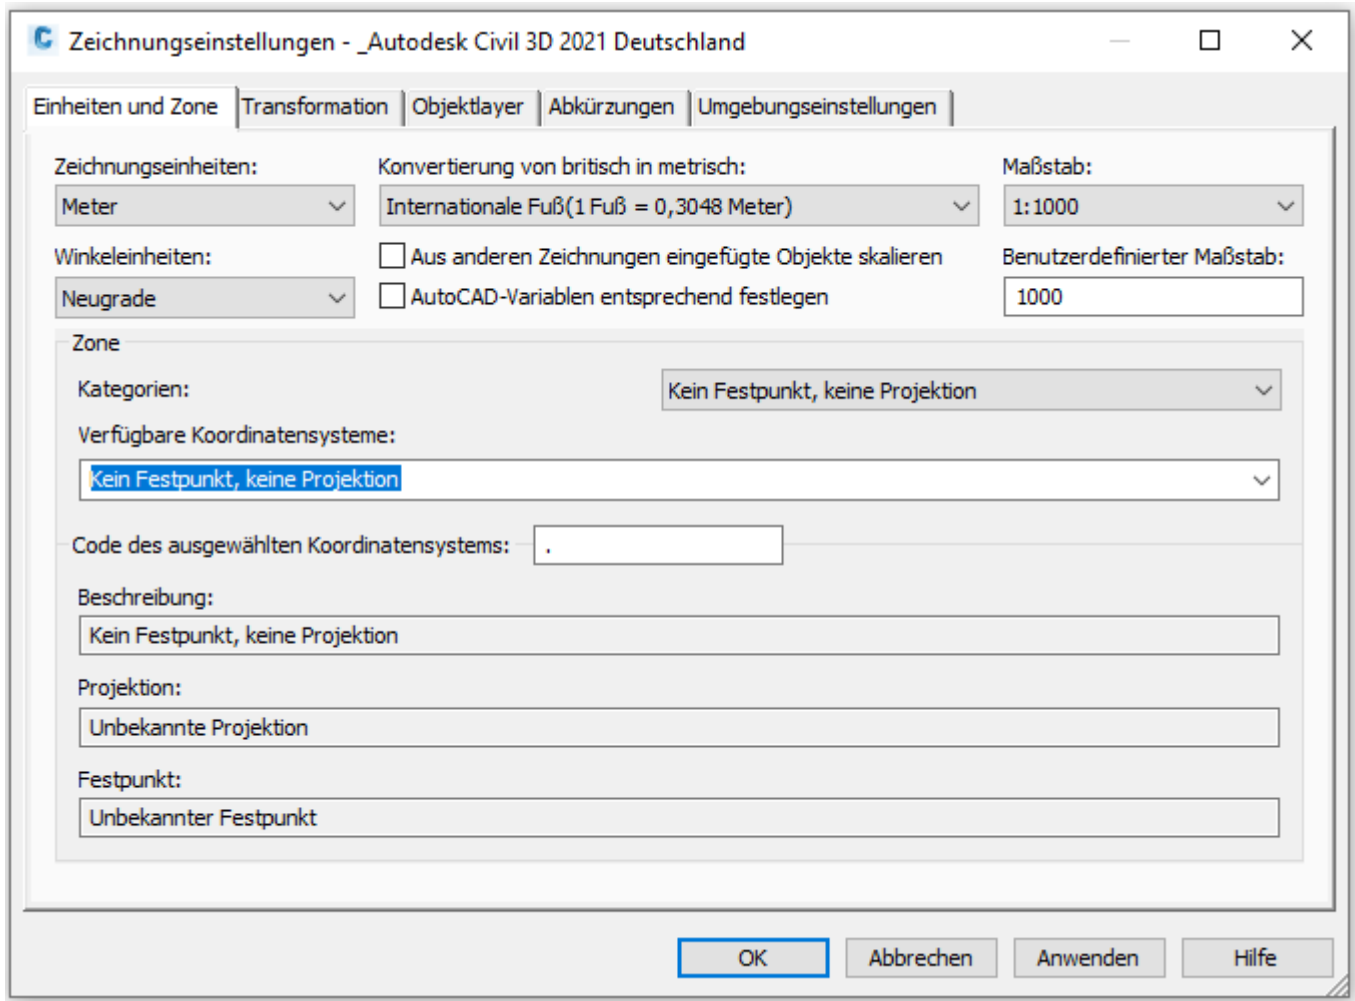 Zeichnungseinstellungen - _Autodesk Civil 3D 2021 Deutschland
Einheiten und Zone Transformation Objektlayer Abkürzungen Umgebungseinstellungen
Zeichnungseinheiten: Konvertierung von britisch in metrisch: Maßstab:
Meter Internationale Fuß(1 Fuß = 0,3048 Meter) 1:1000
Winkeleinheiten: Aus anderen Zeichnungen eingefügte Objekte skalieren Benutzerdefinierter Maßstab:
Neugrade AutoCAD-Variablen entsprechend festlegen 1000
Zone
Kategorien: Kein Festpunkt, keine Projektion
Verfügbare Koordinatensysteme:
Kein Festpunkt, keine Projektion
Code des ausgewählten Koordinatensystems: .
Beschreibung:
Kein Festpunkt, keine Projektion
Projektion:
Unbekannte Projektion
Festpunkt:
Unbekannter Festpunkt
OK Abbrechen Anwenden Hilfe